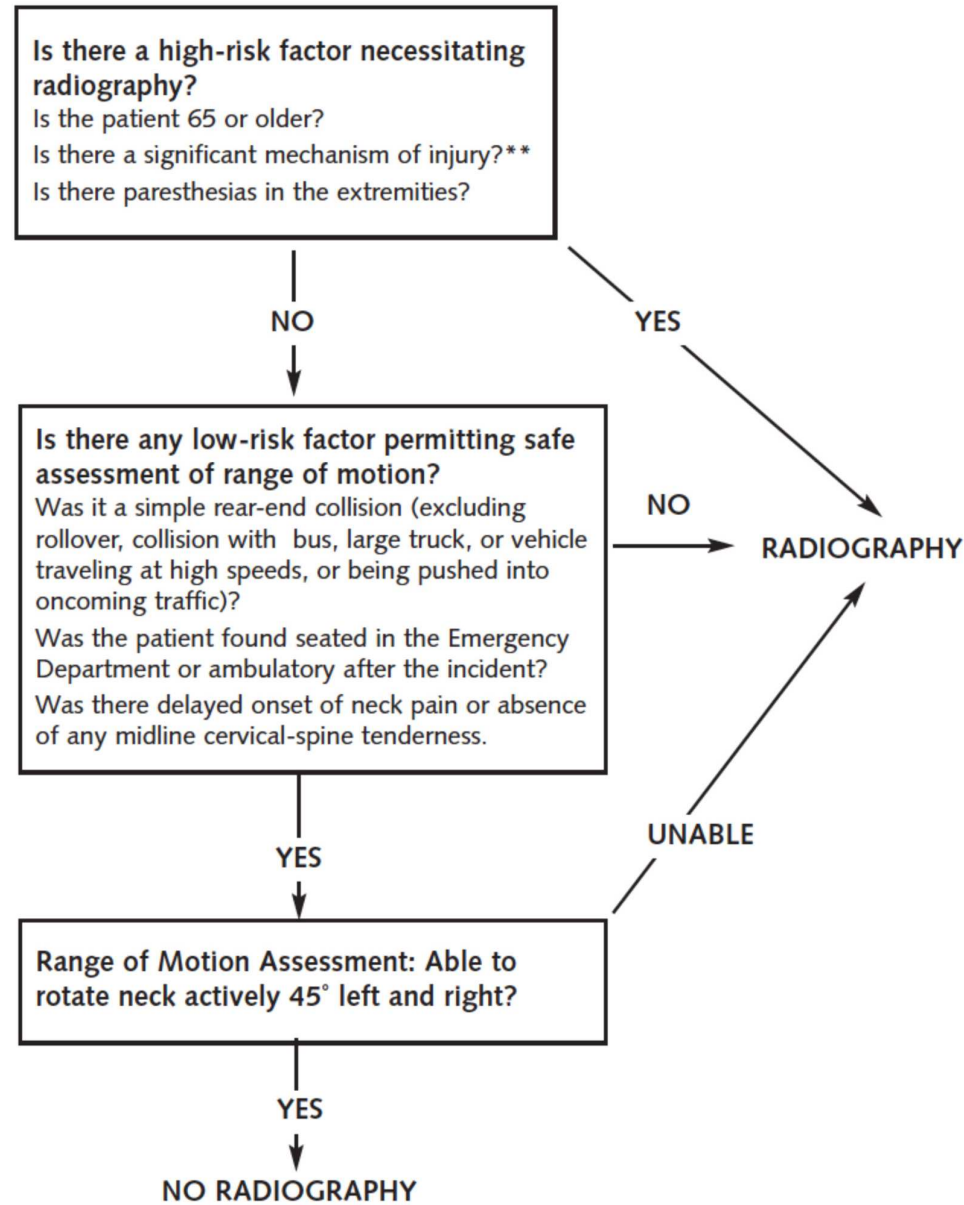 Is there a high-risk factor necessitating
radiography?
Is the patient 65 or older?
Is there a significant mechanism of injury?**
Is there paresthesias in the extremities?
NO
YES
Is there any low-risk factor permitting safe
assessment of range of motion?
Was it a simple rear-end collision (excluding
rollover, collision with  bus, large truck, or vehicle
traveling at high speeds, or being pushed into
oncoming traffic)?
Was the patient found seated in the Emergency
Department or ambulatory after the incident?
Was there delayed onset of neck pain or absence
of any midline cervical-spine tenderness.
NO
RADIOGRAPHY
YES
UNABLE
Range of Motion Assessment: Able to
rotate neck actively 45° left and right?
YES
NO RADIOGRAPHY